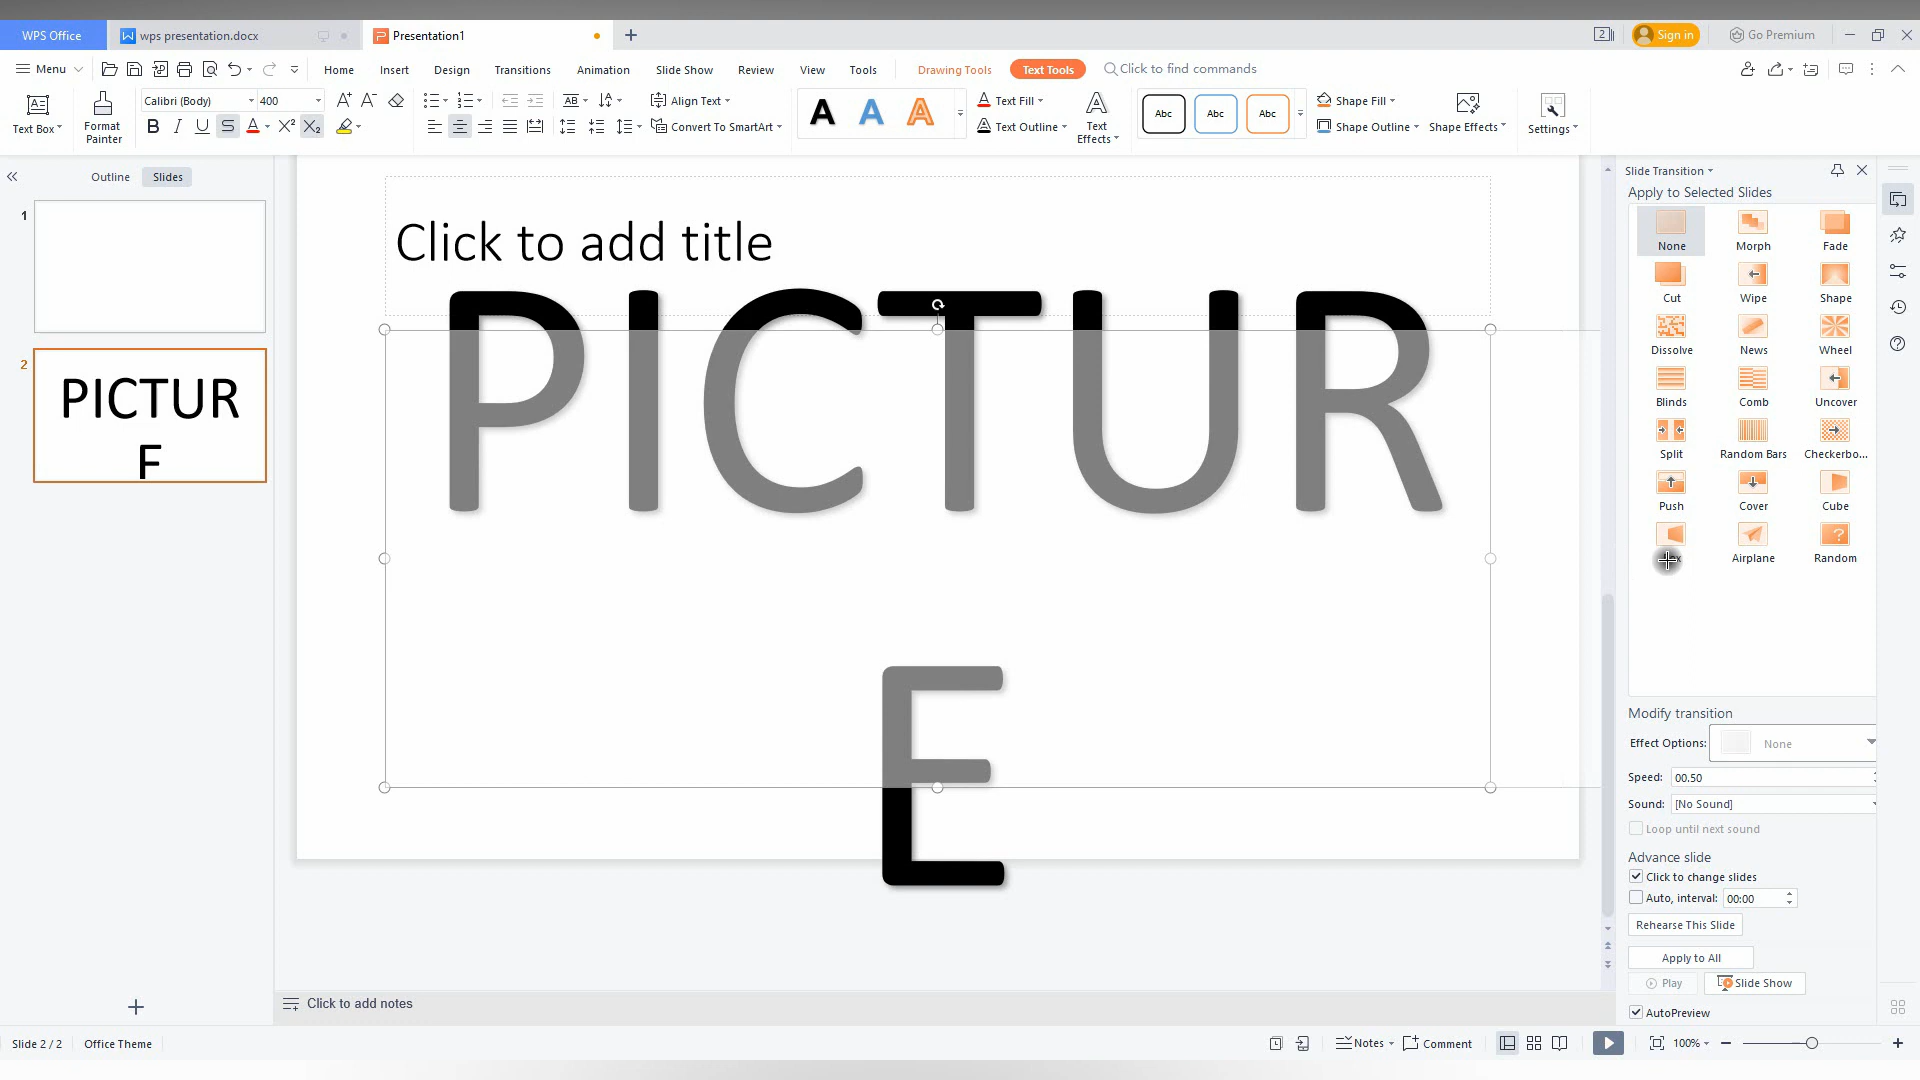 WPS Office wps presentation.docx Presentation1 2 Sign in Go Premium
Menu Home Insert Design Transitions Animation Slide Show Review View Tools Drawing Tools Text Tools Click to find commands
Text Box Format Painter Calibri (Body) 400 A+ A- AB Align Text A A A Text Fill Text Effects Abc Abc Abc Shape Fill Shape Effects Settings
B I U S A X² X₂ Convert To SmartArt Text Outline Shape Outline
Outline Slides
1
2
PICTUR
E
Click to add title
PICTUR
E
Slide Transition
Apply to Selected Slides
None Morph Fade
Cut Wipe Shape
Dissolve News Wheel
Blinds Comb Uncover
Split Random Bars Checkerbo...
Push Cover Cube
Airplane Random
Modify transition
Effect Options: None
Speed: 00.50
Sound: [No Sound]
Loop until next sound
Advance slide
Click to change slides
Auto, interval: 00:00
Rehearse This Slide
Apply to All
Play Slide Show
AutoPreview
Click to add notes
Slide 2 / 2 Office Theme Notes Comment 100%